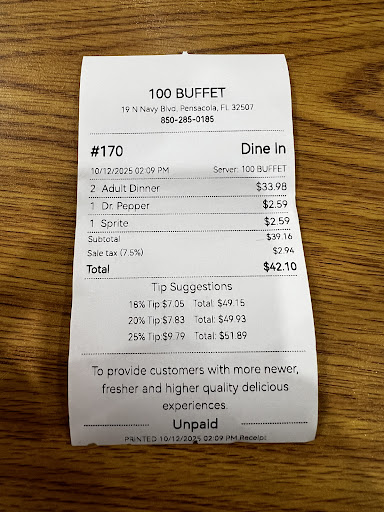 100 BUFFET
19 N Navy Blvd, Pensacola, FL 32507
850-285-0185
#170 Dine In
10/12/2025 02:09 PM Server: 100 BUFFET
2 Adult Dinner $33.98
1 Dr. Pepper $2.59
1 Sprite $2.59
Subtotal $39.16
Sale tax (7.5%) $2.94
Total $42.10
Tip Suggestions
18% Tip:$7.05 Total: $49.15
20% Tip:$7.83 Total: $49.93
25% Tip:$9.79 Total: $51.89
To provide customers with more newer,
fresher and higher quality delicious
experiences.
Unpaid
PRINTED 10/12/2025 02:09 PM Receipt